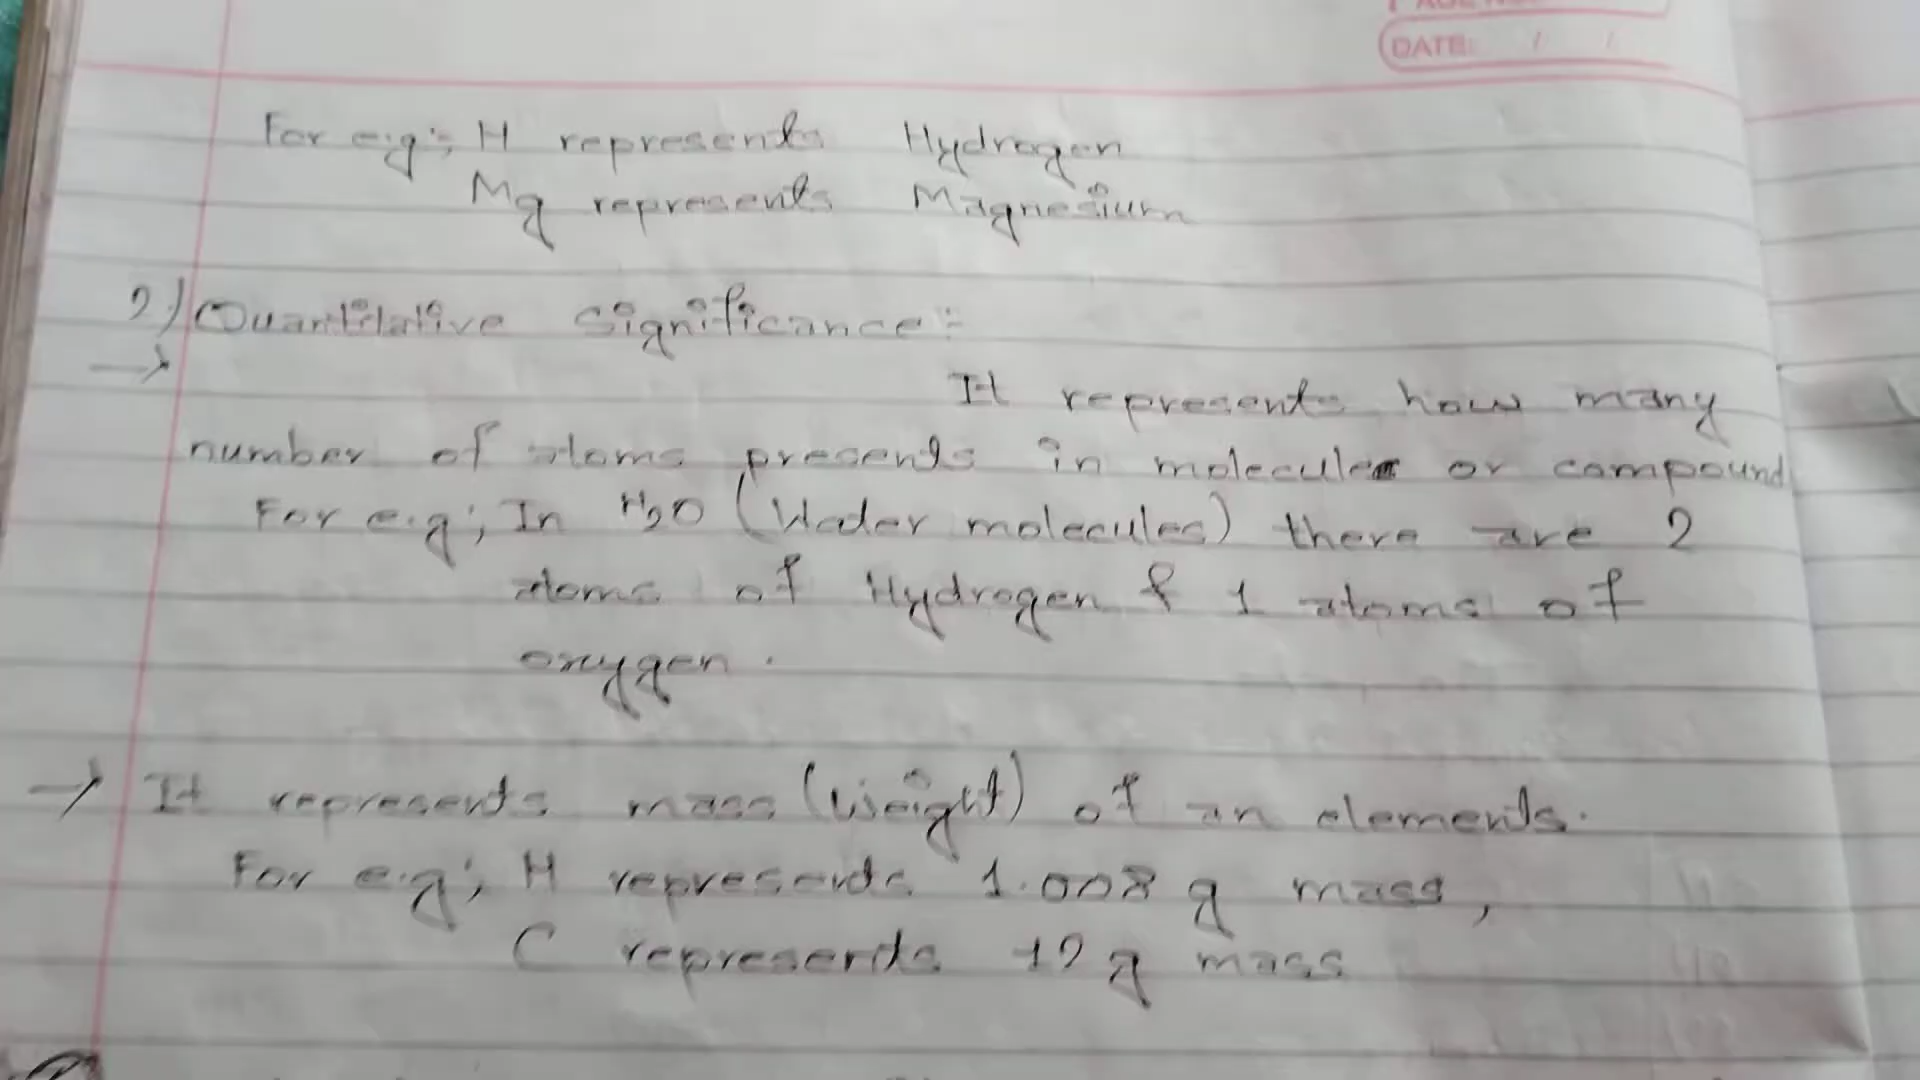 DATE: / /
For e.g; H represents Hydrogen
Mg represents Magnesium
2) Quantitative Significance:-
→
It represents how many
number of atoms presents in molecules or compound
For e.g; In H₂O (Water molecules) there are 2
atoms of Hydrogen & 1 atoms of
oxygen.
→ It represents mass (weight) of an elements.
For e.g; H represents 1.008 g mass,
C represents 12 g mass